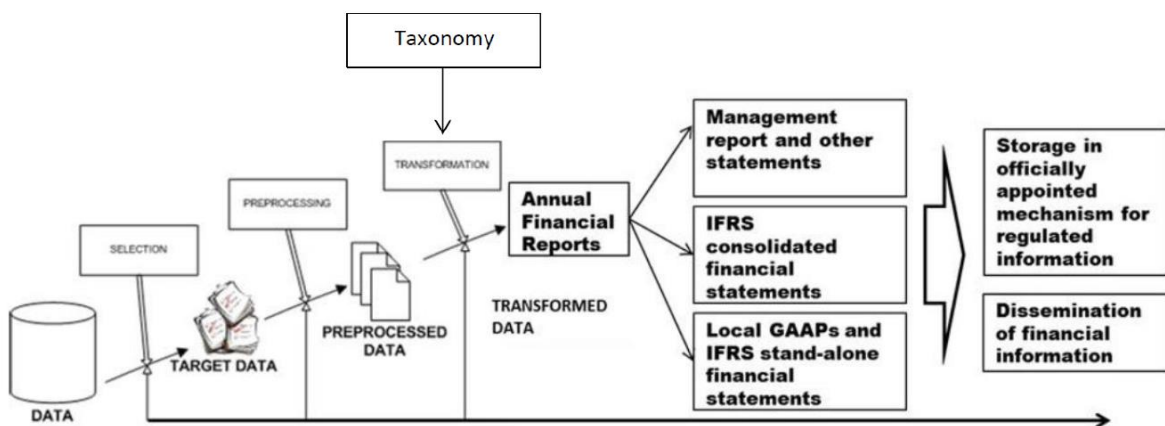 Taxonomy
TRANSFORMATION
PREPROCESSING
SELECTION
DATA
TARGET DATA
PREPROCESSED
DATA
TRANSFORMED
DATA
Annual
Financial
Reports
Management
report and other
statements
IFRS
consolidated
financial
statements
Local GAAPs and
IFRS stand-alone
financial
statements
Storage in
officially
appointed
mechanism for
regulated
information
Dissemination
of financial
information